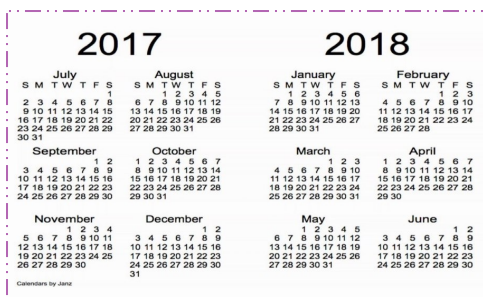 2017
July
S M T W T F S
1
2 3 4 5 6 7 8
9 10 11 12 13 14 15
16 17 18 19 20 21 22
23 24 25 26 27 28 29
30 31
August
S M T W T F S
1 2 3 4 5
6 7 8 9 10 11 12
13 14 15 16 17 18 19
20 21 22 23 24 25 26
27 28 29 30 31
September
1 2
3 4 5 6 7 8 9
10 11 12 13 14 15 16
17 18 19 20 21 22 23
24 25 26 27 28 29 30
October
1 2 3 4 5 6 7
8 9 10 11 12 13 14
15 16 17 18 19 20 21
22 23 24 25 26 27 28
29 30 31
November
1 2 3 4
5 6 7 8 9 10 11
12 13 14 15 16 17 18
19 20 21 22 23 24 25
26 27 28 29 30
December
1 2
3 4 5 6 7 8 9
10 11 12 13 14 15 16
17 18 19 20 21 22 23
24 25 26 27 28 29 30
31
2018
January
S M T W T F S
1 2 3 4 5 6
7 8 9 10 11 12 13
14 15 16 17 18 19 20
21 22 23 24 25 26 27
28 29 30 31
February
S M T W T F S
1 2 3
4 5 6 7 8 9 10
11 12 13 14 15 16 17
18 19 20 21 22 23 24
25 26 27 28
March
1 2 3
4 5 6 7 8 9 10
11 12 13 14 15 16 17
18 19 20 21 22 23 24
25 26 27 28 29 30 31
April
1 2 3 4 5 6 7
8 9 10 11 12 13 14
15 16 17 18 19 20 21
22 23 24 25 26 27 28
29 30
May
1 2 3 4 5
6 7 8 9 10 11 12
13 14 15 16 17 18 19
20 21 22 23 24 25 26
27 28 29 30 31
June
1 2
3 4 5 6 7 8 9
10 11 12 13 14 15 16
17 18 19 20 21 22 23
24 25 26 27 28 29 30
Calendars by Janz